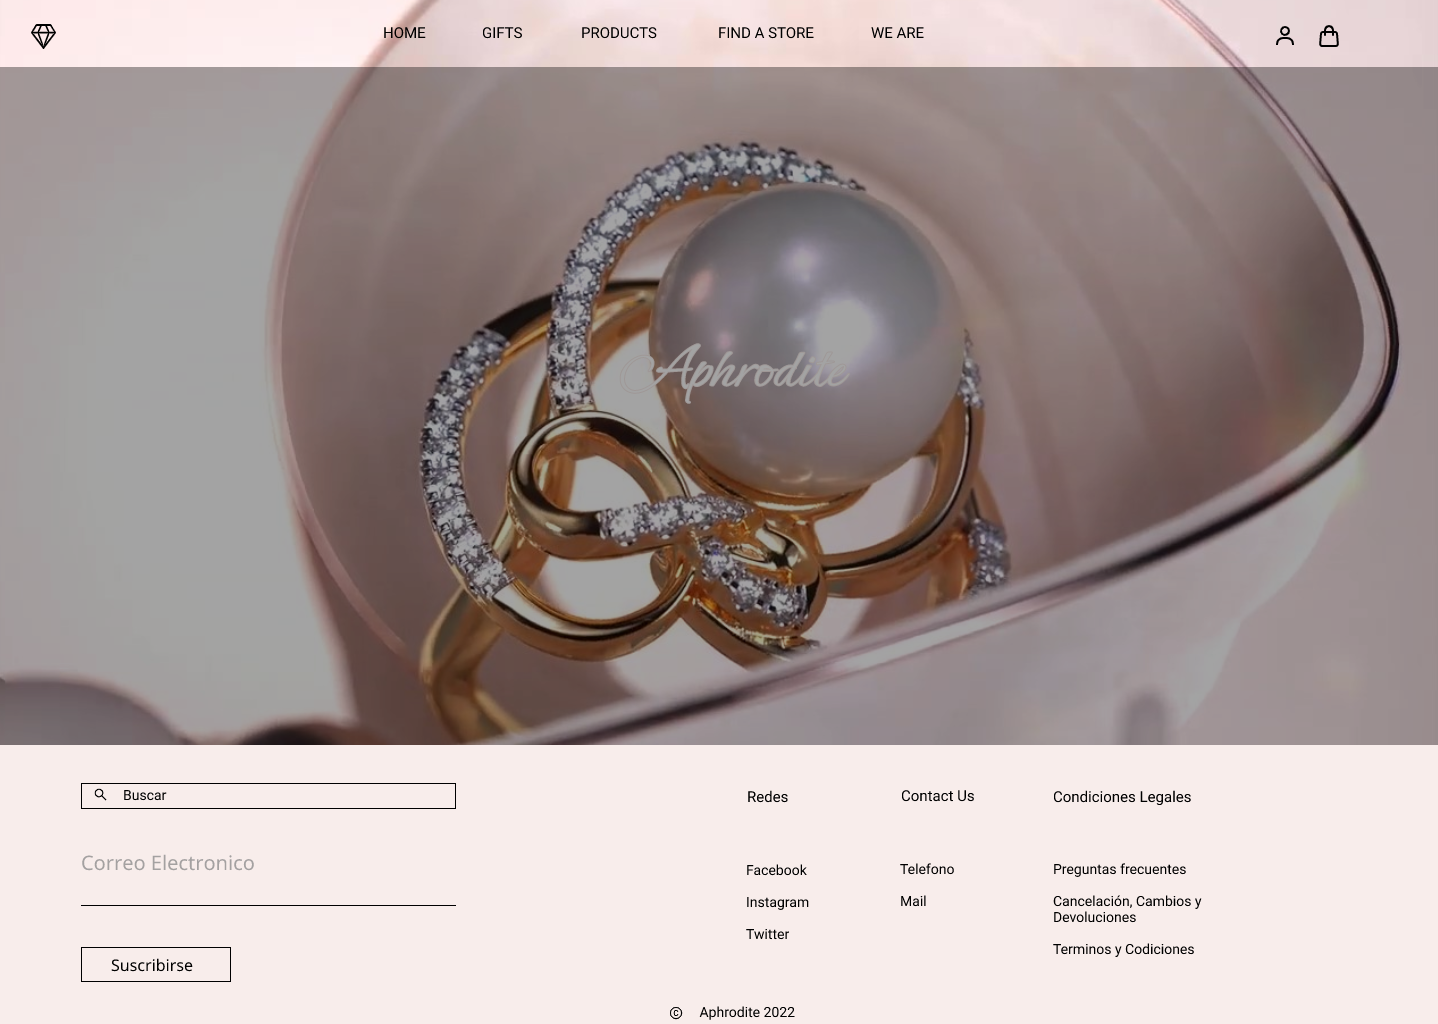 HOME GIFTS PRODUCTS FIND A STORE WE ARE
Aphrodite
Buscar
Correo Electronico
Suscribirse
Redes
Facebook
Instagram
Twitter
Contact Us
Telefono
Mail
Condiciones Legales
Preguntas frecuentes
Cancelación, Cambios y
Devoluciones
Terminos y Codiciones
© Aphrodite 2022